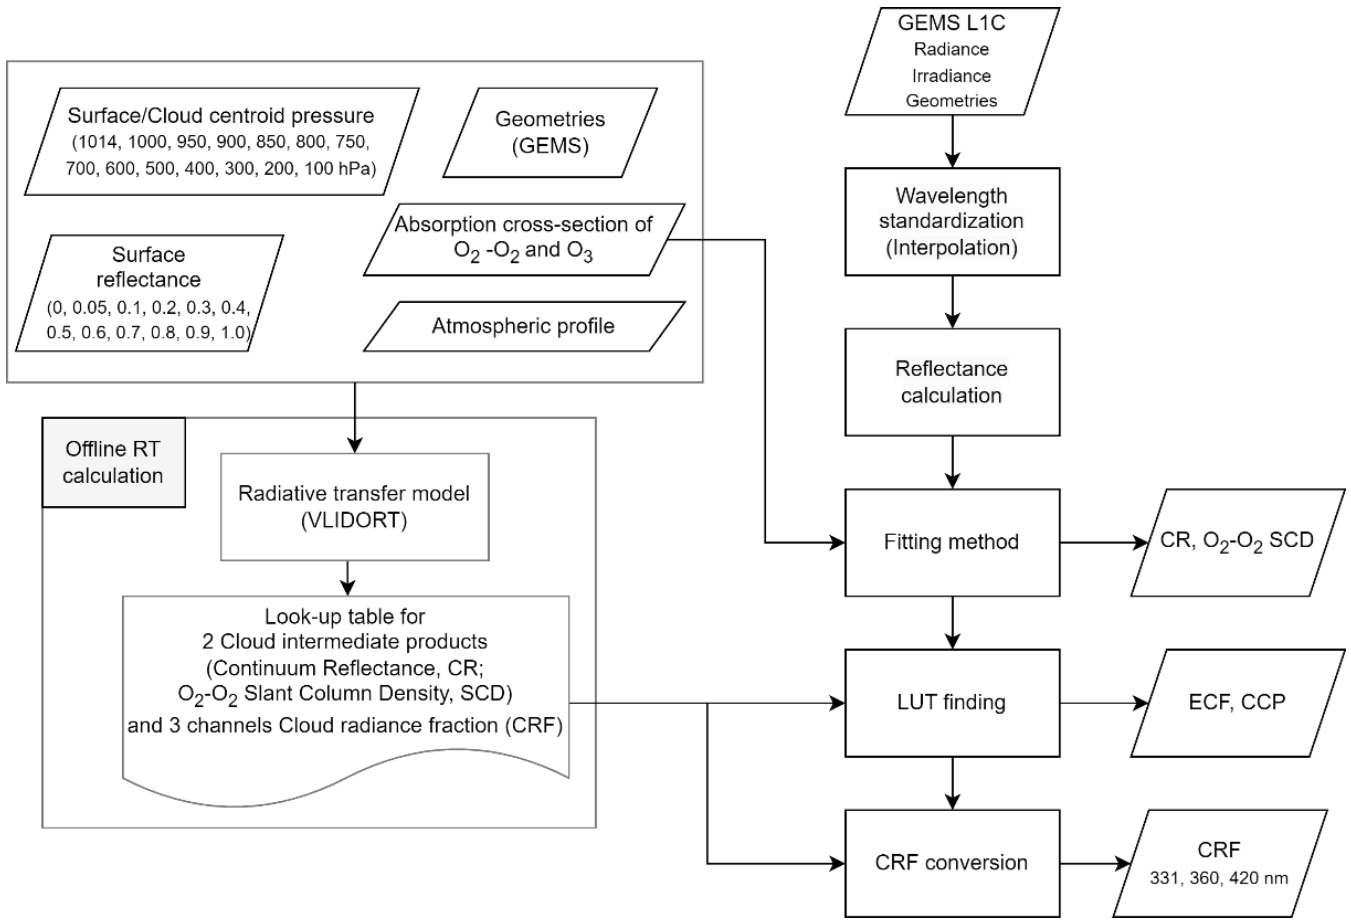 GEMS L1C
Radiance
Irradiance
Geometries
Surface/Cloud centroid pressure
(1014, 1000, 950, 900, 850, 800, 750,
700, 600, 500, 400, 300, 200, 100 hPa)
Geometries
(GEMS)
Absorption cross-section of
O₂ -O₂ and O₃
Surface
reflectance
(0, 0.05, 0.1, 0.2, 0.3, 0.4,
0.5, 0.6, 0.7, 0.8, 0.9, 1.0)
Atmospheric profile
Wavelength
standardization
(Interpolation)
Reflectance
calculation
Offline RT
calculation
Radiative transfer model
(VLIDORT)
Fitting method
CR, O₂-O₂ SCD
Look-up table for
2 Cloud intermediate products
(Continuum Reflectance, CR;
O₂-O₂ Slant Column Density, SCD)
and 3 channels Cloud radiance fraction (CRF)
LUT finding
ECF, CCP
CRF conversion
CRF
331, 360, 420 nm